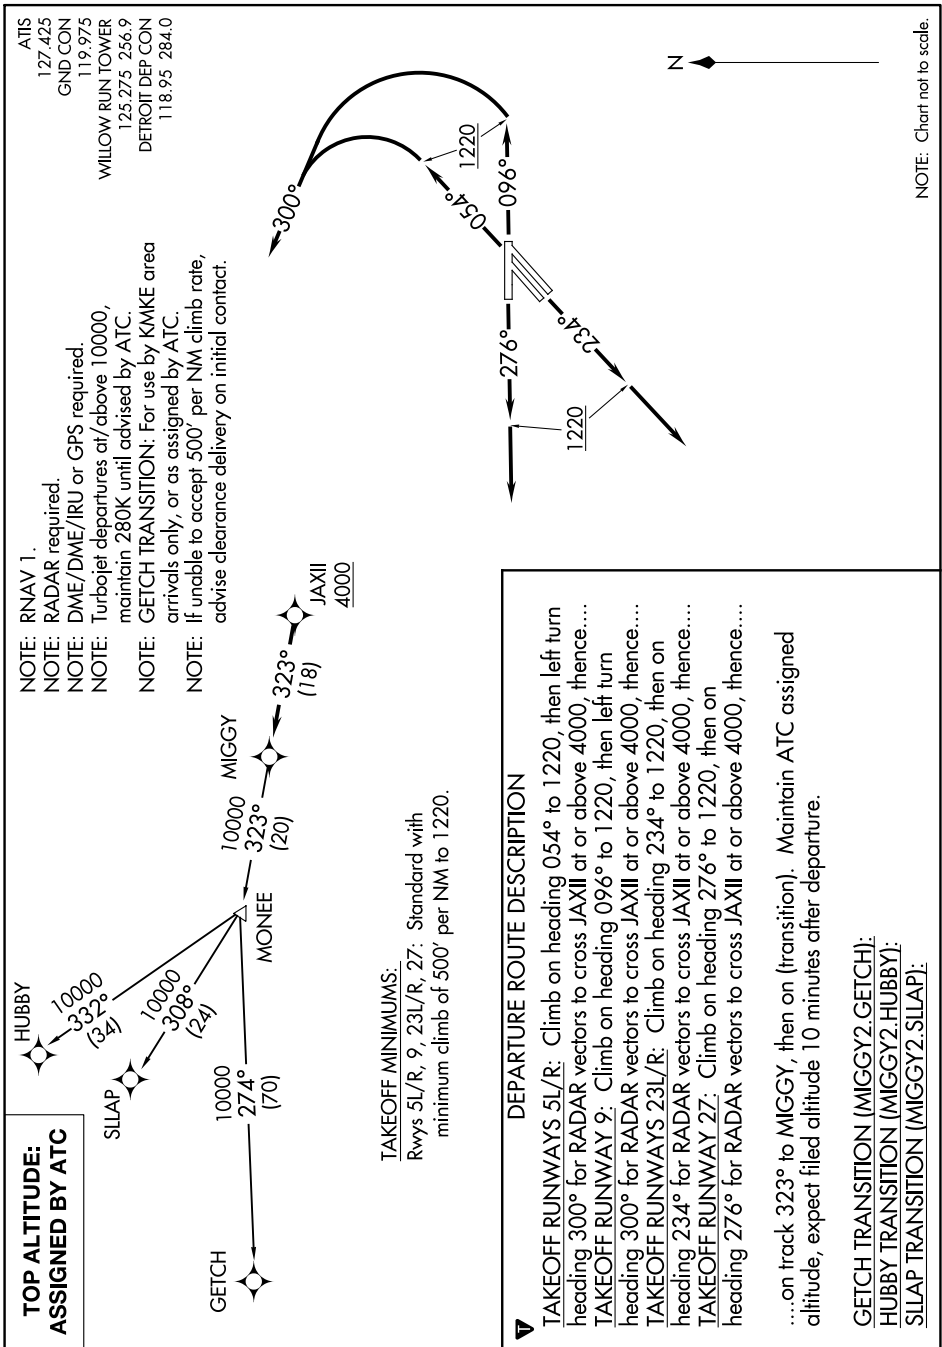 TOP ALTITUDE:
ASSIGNED BY ATC
HUBBY
10000
332°
(34)
SLLAP
10000
308°
(24)
GETCH
10000
274°
(70)
MONEE
10000
323°
(20)
MIGGY
323°
(18)
JAXII
4000
NOTE: RNAV 1.
NOTE: RADAR required.
NOTE: DME/DME/IRU or GPS required.
NOTE: Turbojet departures at/above 10000,
maintain 280K until advised by ATC.
NOTE: GETCH TRANSITION: For use by KMKE area
arrivals only, or as assigned by ATC.
NOTE: If unable to accept 500' per NM climb rate,
advise clearance delivery on initial contact.
ATIS
127.425
GND CON
119.975
WILLOW RUN TOWER
125.275 256.9
DETROIT DEP CON
118.95 284.0
TAKEOFF MINIMUMS:
Rwys 5L/R, 9, 23L/R, 27: Standard with
minimum climb of 500' per NM to 1220.
300°
1220
054°
096°
276°
234°
1220
N
NOTE: Chart not to scale.
T
DEPARTURE ROUTE DESCRIPTION
TAKEOFF RUNWAYS 5L/R: Climb on heading 054° to 1220, then left turn
heading 300° for RADAR vectors to cross JAXII at or above 4000, thence....
TAKEOFF RUNWAY 9: Climb on heading 096° to 1220, then left turn
heading 300° for RADAR vectors to cross JAXII at or above 4000, thence....
TAKEOFF RUNWAYS 23L/R: Climb on heading 234° to 1220, then on
heading 234° for RADAR vectors to cross JAXII at or above 4000, thence....
TAKEOFF RUNWAY 27: Climb on heading 276° to 1220, then on
heading 276° for RADAR vectors to cross JAXII at or above 4000, thence....
....on track 323° to MIGGY, then on (transition). Maintain ATC assigned
altitude, expect filed altitude 10 minutes after departure.
GETCH TRANSITION (MIGGY2.GETCH):
HUBBY TRANSITION (MIGGY2.HUBBY):
SLLAP TRANSITION (MIGGY2.SLLAP):